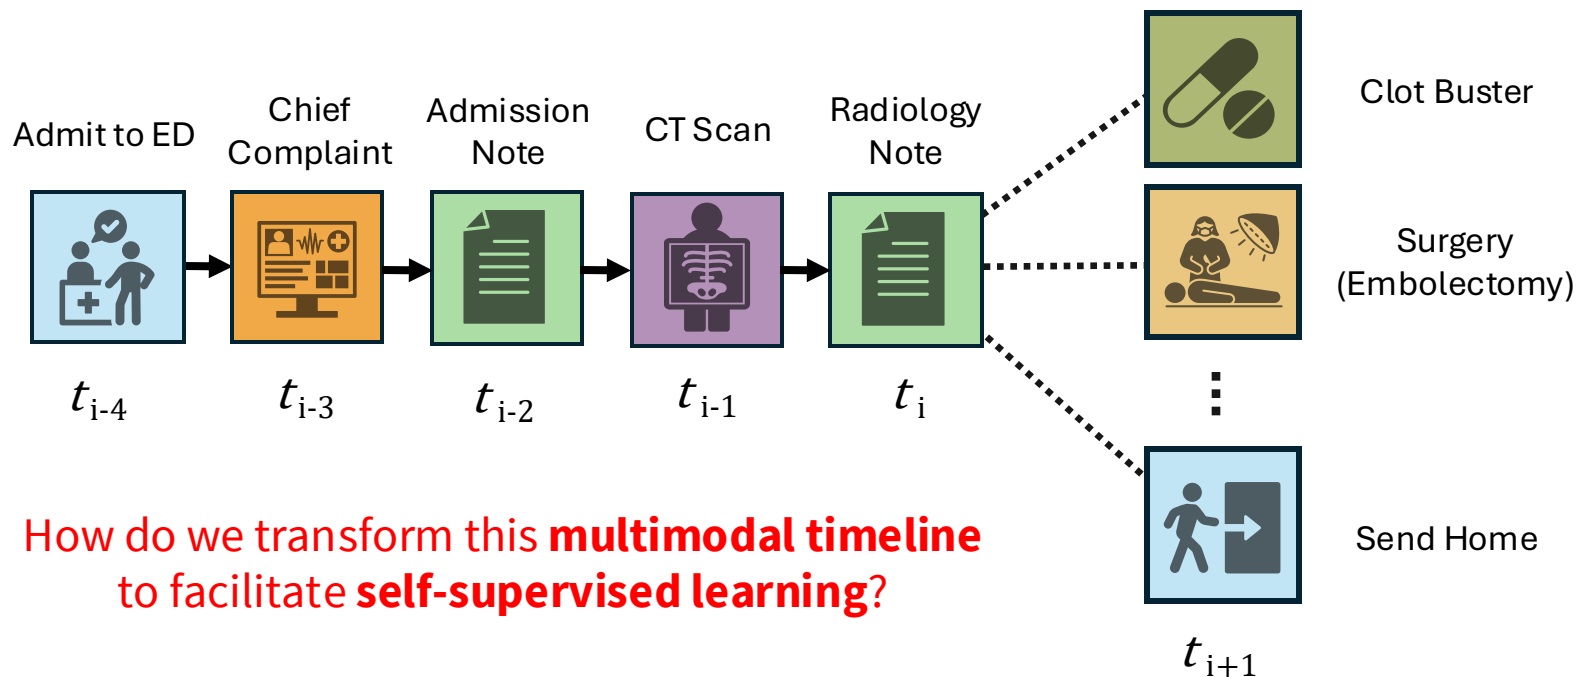 Admit to ED
Chief
Complaint
Admission
Note
CT Scan
Radiology
Note
Clot Buster
Surgery
(Embolectomy)
Send Home
t i-4
t i-3
t i-2
t i-1
t i
t i+1
How do we transform this multimodal timeline
to facilitate self-supervised learning?